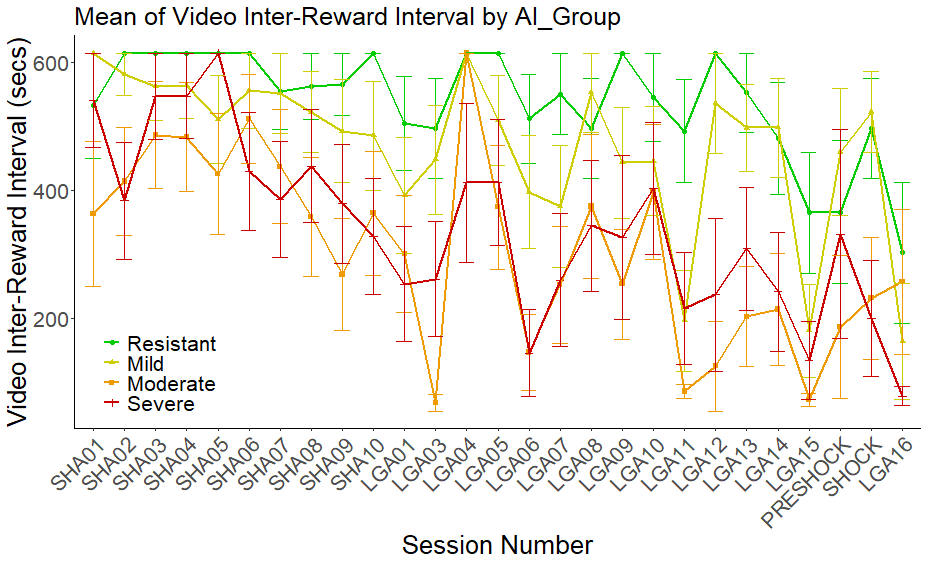 Mean of Video Inter-Reward Interval by AI_Group
Video Inter-Reward Interval (secs)
600
400
200
Resistant
Mild
Moderate
Severe
SHA01
SHA02
SHA03
SHA04
SHA05
SHA06
SHA07
SHA08
SHA09
SHA10
LGA01
LGA03
LGA04
LGA05
LGA06
LGA07
LGA08
LGA09
LGA10
LGA11
LGA12
LGA13
LGA14
LGA15
PRESHOCK
SHOCK
LGA16
Session Number